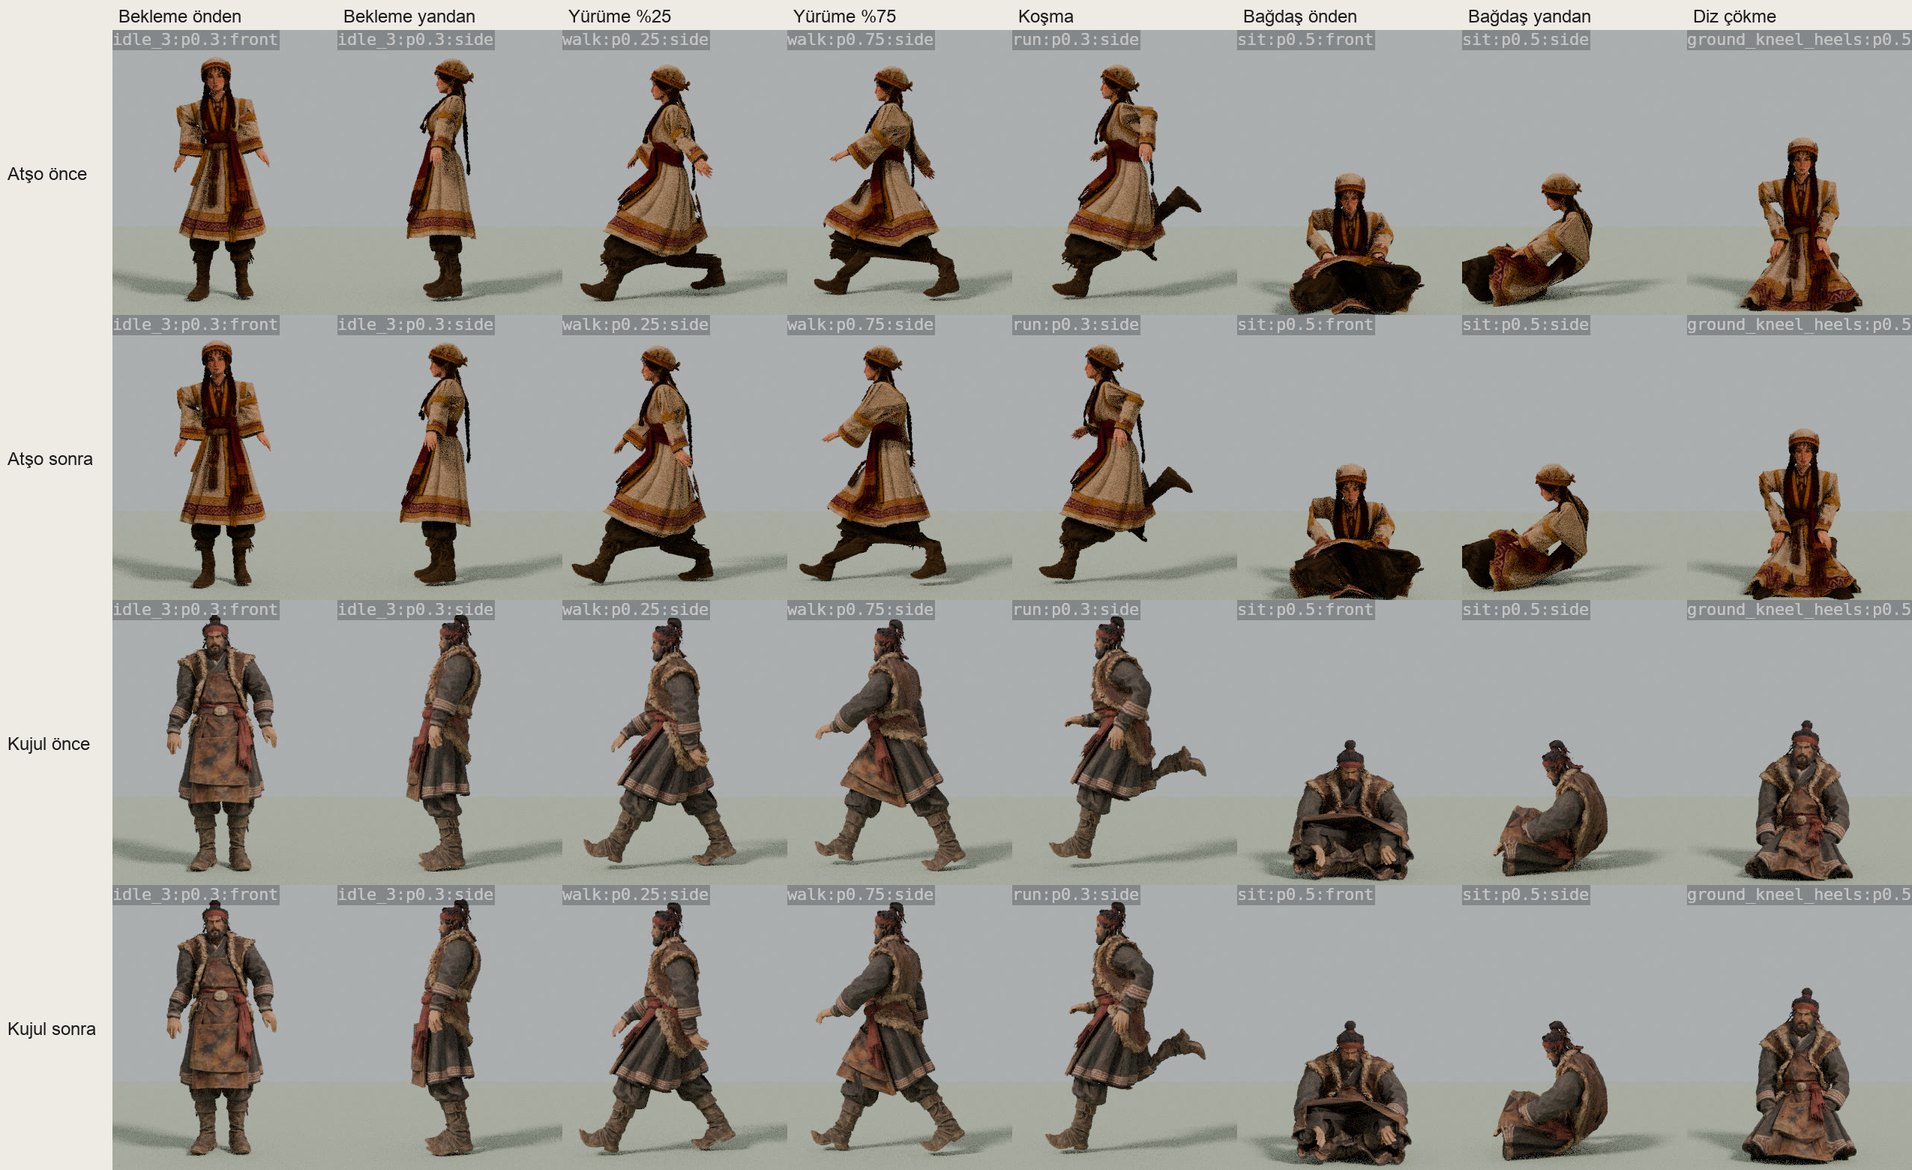 Bekleme önden Bekleme yandan Yürüme %25 Yürüme %75 Koşma Bağdaş önden Bağdaş yandan Diz çökme
idle_3:p0.3:front idle_3:p0.3:side walk:p0.25:side walk:p0.75:side run:p0.3:side sit:p0.5:front sit:p0.5:side ground_kneel_heels:p0.5
Atşo önce
idle_3:p0.3:front idle_3:p0.3:side walk:p0.25:side walk:p0.75:side run:p0.3:side sit:p0.5:front sit:p0.5:side ground_kneel_heels:p0.5
Atşo sonra
idle_3:p0.3:front idle_3:p0.3:side walk:p0.25:side walk:p0.75:side run:p0.3:side sit:p0.5:front sit:p0.5:side ground_kneel_heels:p0.5
Kujul önce
idle_3:p0.3:front idle_3:p0.3:side walk:p0.25:side walk:p0.75:side run:p0.3:side sit:p0.5:front sit:p0.5:side ground_kneel_heels:p0.5
Kujul sonra